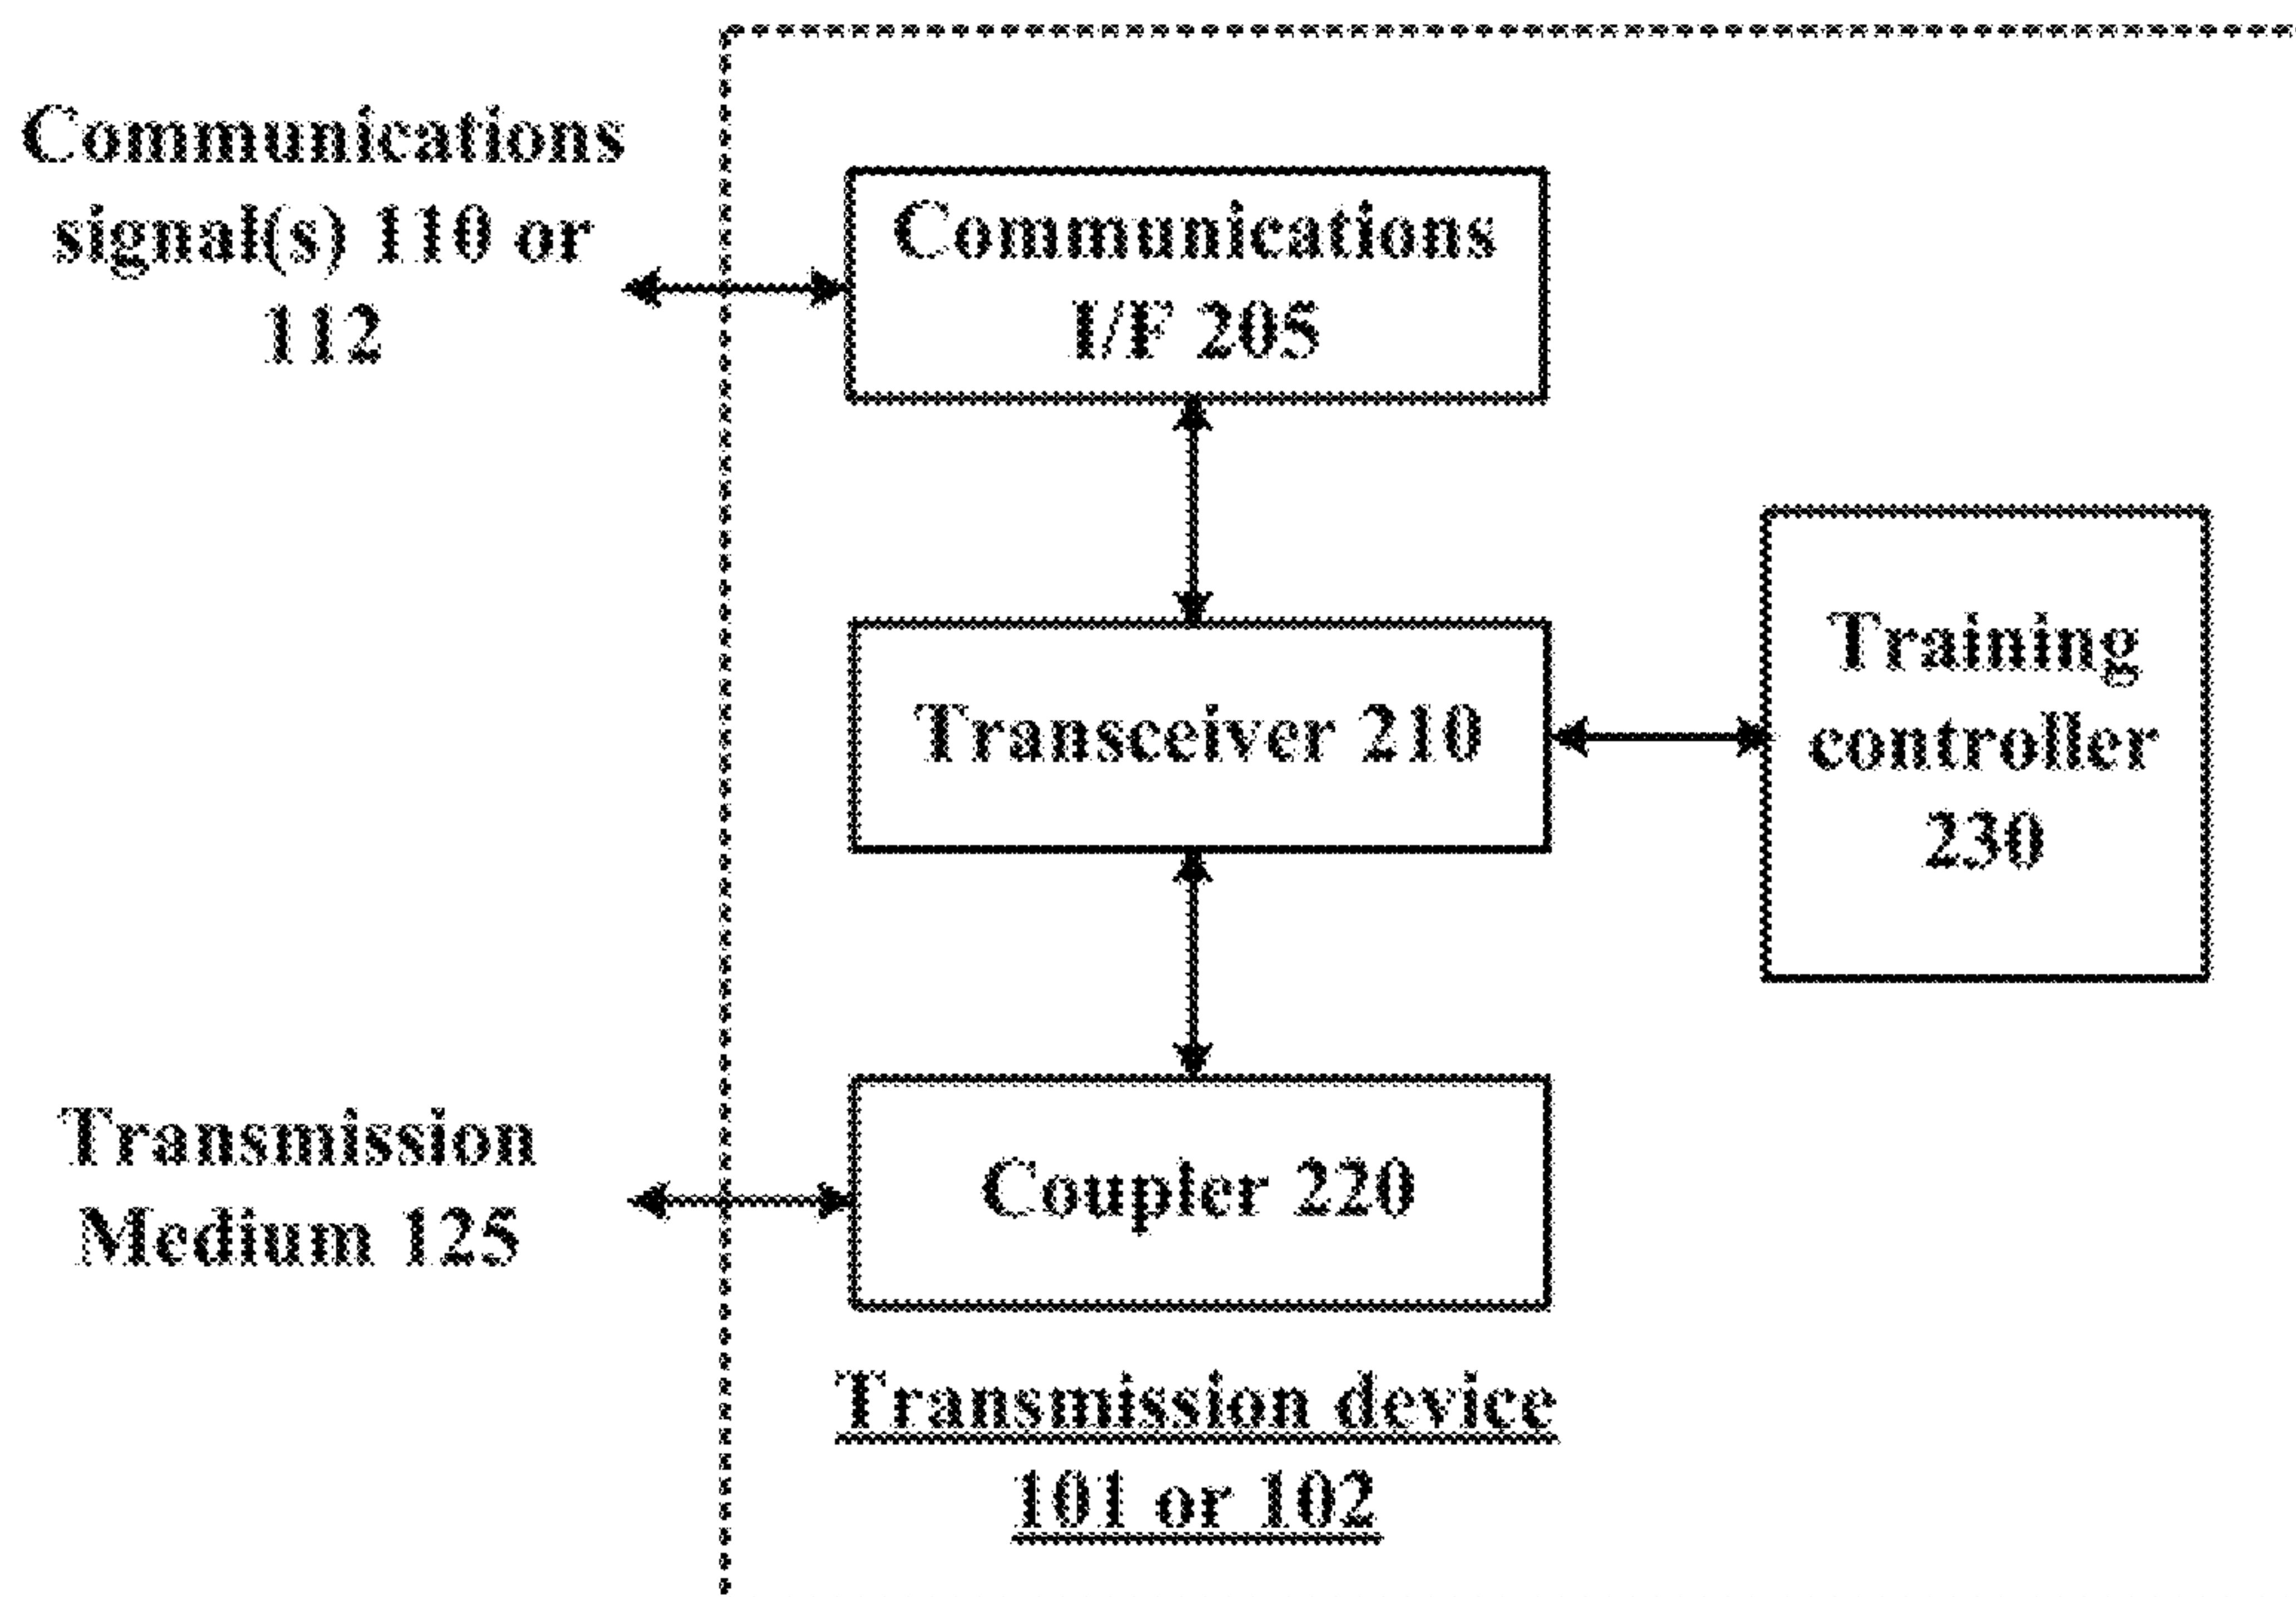 Communications
signal(s) 110 or
112
Communications
I/F 205
Transceiver 210
Training
controller
230
Coupler 220
Transmission
Medium 125
Transmission device
101 or 102